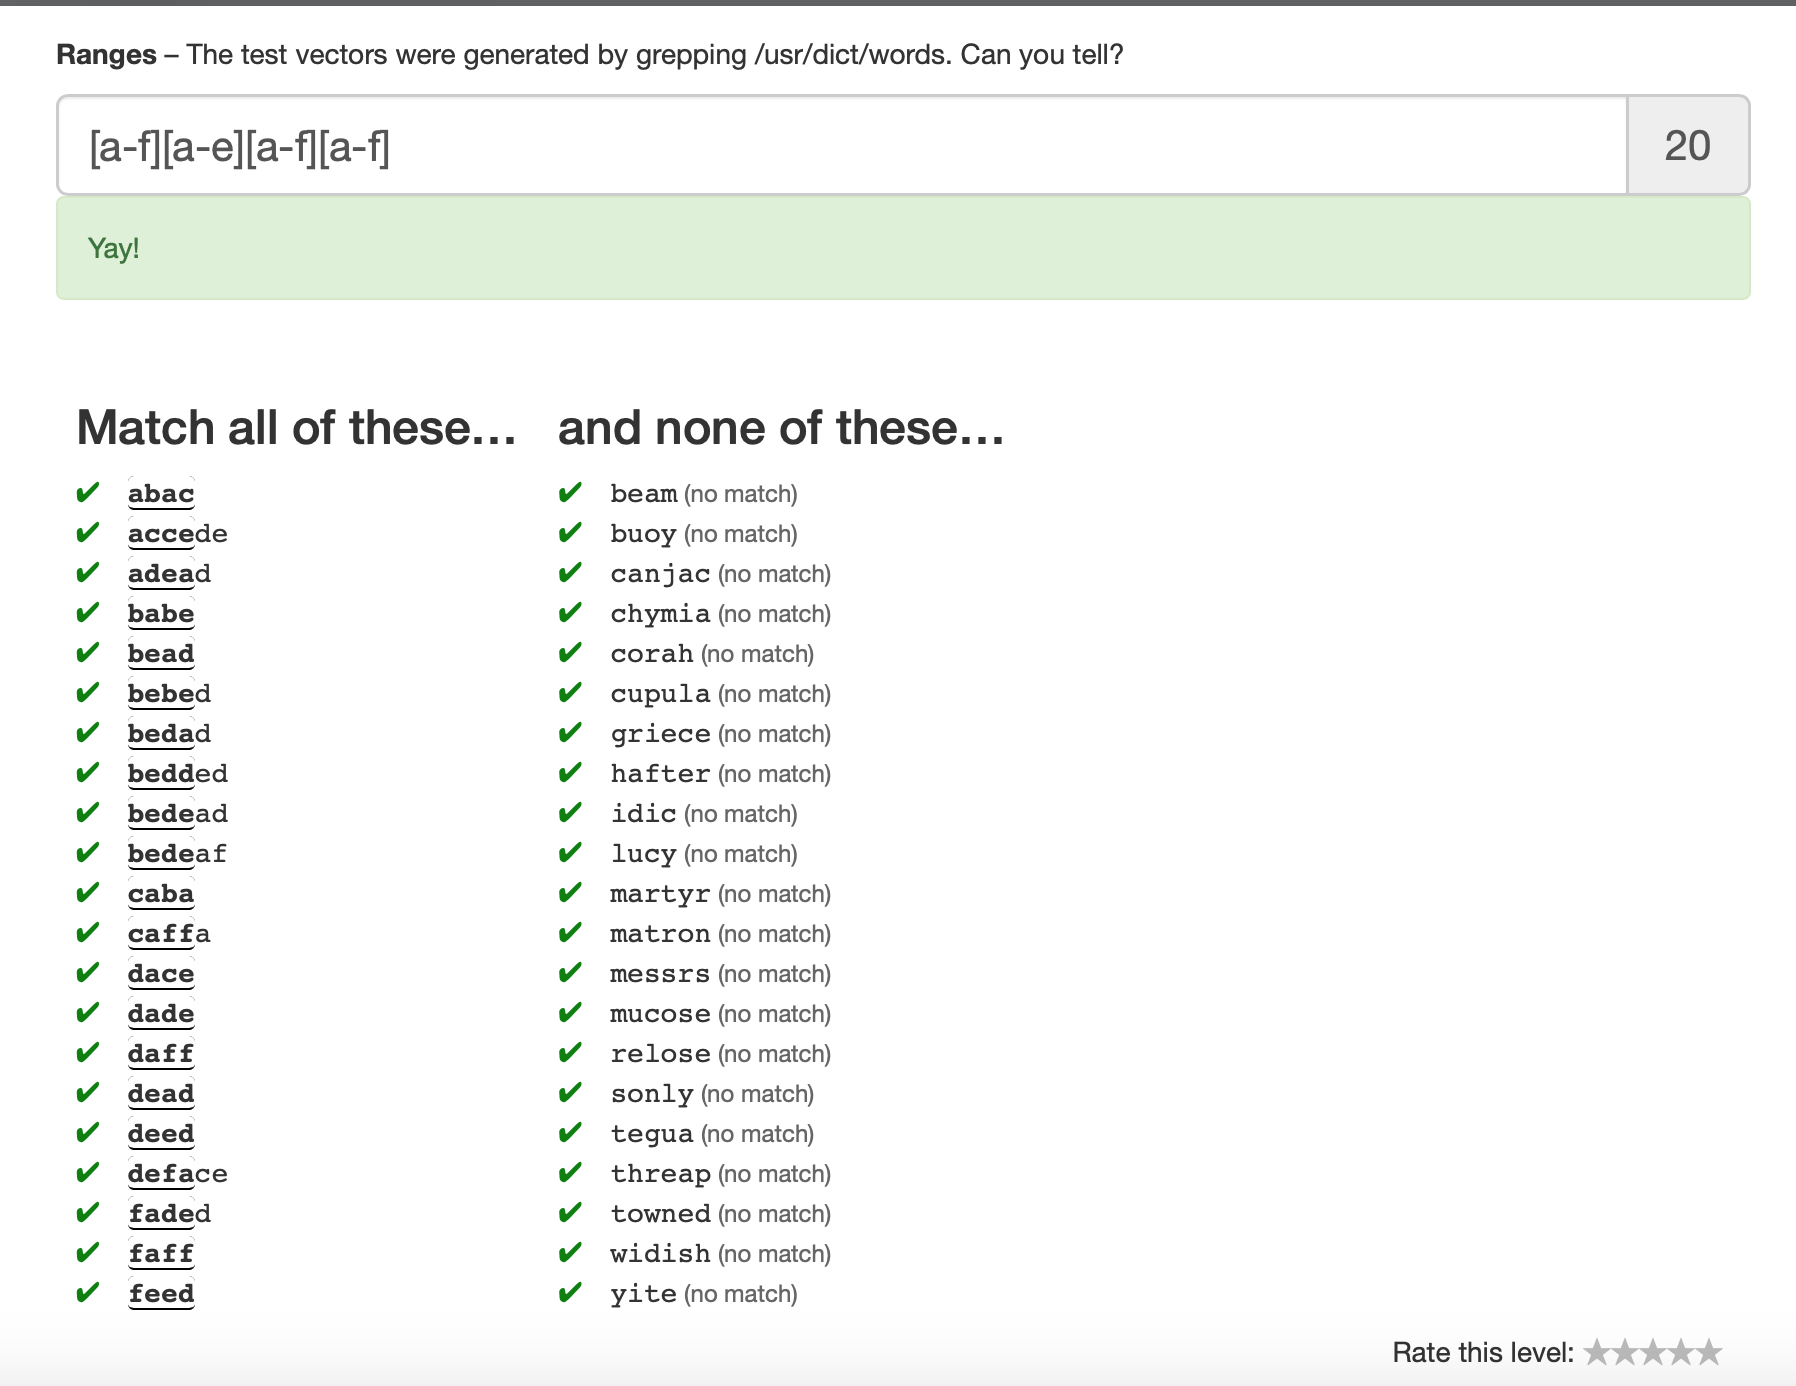 Ranges – The test vectors were generated by grepping /usr/dict/words. Can you tell?
[a-f][a-e][a-f][a-f]
20
Yay!
Match all of these… and none of these…
✔ abac ✔ beam (no match)
✔ accede ✔ buoy (no match)
✔ adead ✔ canjac (no match)
✔ babe ✔ chymia (no match)
✔ bead ✔ corah (no match)
✔ bebed ✔ cupula (no match)
✔ bedad ✔ griece (no match)
✔ bedded ✔ hafter (no match)
✔ bedead ✔ idic (no match)
✔ bedeaf ✔ lucy (no match)
✔ caba ✔ martyr (no match)
✔ caffa ✔ matron (no match)
✔ dace ✔ messrs (no match)
✔ dade ✔ mucose (no match)
✔ daff ✔ relose (no match)
✔ dead ✔ sonly (no match)
✔ deed ✔ tegua (no match)
✔ deface ✔ threap (no match)
✔ faded ✔ towned (no match)
✔ faff ✔ widish (no match)
✔ feed ✔ yite (no match)
Rate this level: ★★★★★